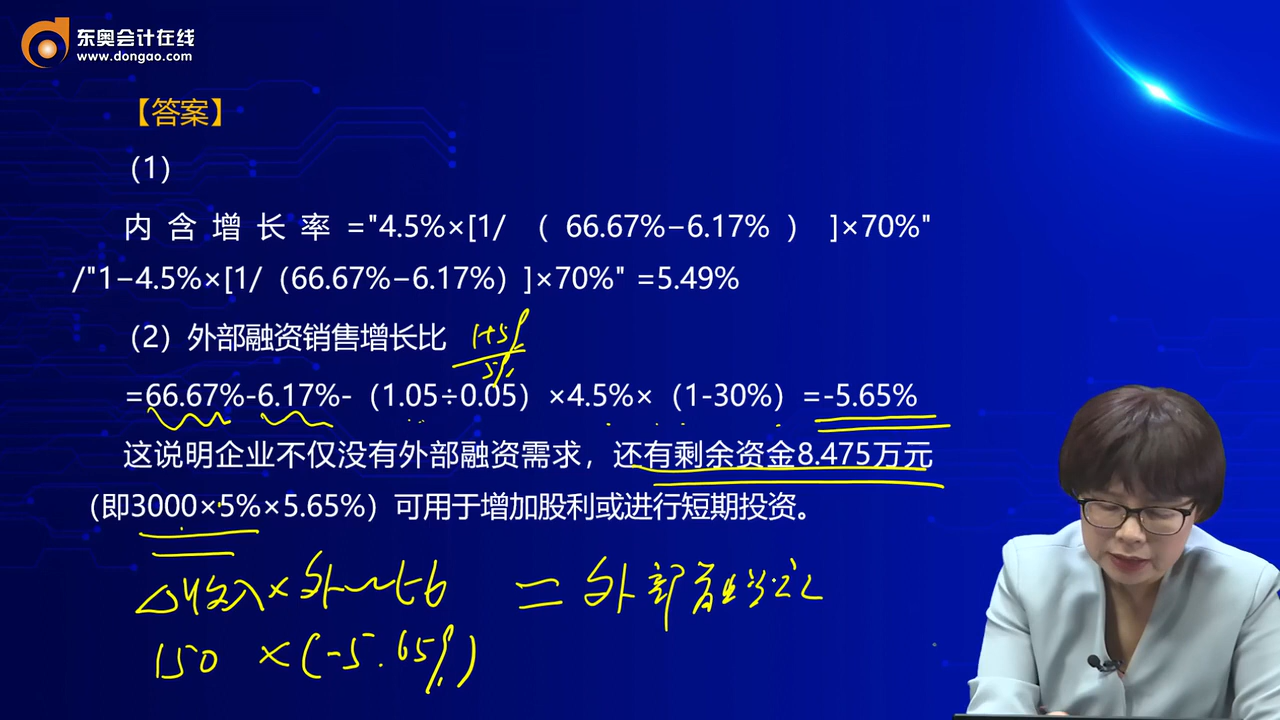 东奥会计在线
www.dongao.com
【答案】
（1）
内含增长率="4.5%×[1/（66.67%−6.17%）]×70%"
/"1−4.5%×[1/（66.67%−6.17%）]×70%" =5.49%
（2）外部融资销售增长比
1+5%
5%
=66.67%-6.17%-（1.05÷0.05）×4.5%×（1-30%）=-5.65%
这说明企业不仅没有外部融资需求，还有剩余资金8.475万元
（即3000×5%×5.65%）可用于增加股利或进行短期投资。
△收入×外 比 = 外部融资
150 ×(-5.65%)